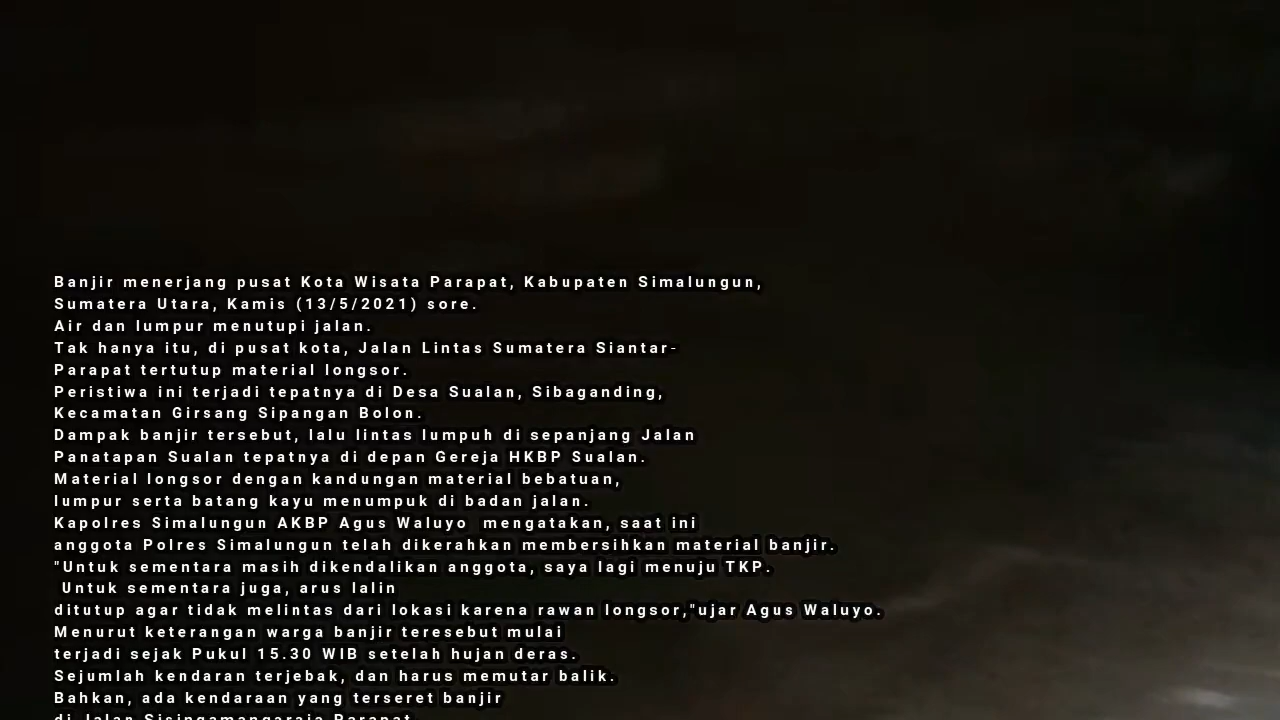 Banjir menerjang pusat Kota Wisata Parapat, Kabupaten Simalungun,
Sumatera Utara, Kamis (13/5/2021) sore.
Air dan lumpur menutupi jalan.
Tak hanya itu, di pusat kota, Jalan Lintas Sumatera Siantar-
Parapat tertutup material longsor.
Peristiwa ini terjadi tepatnya di Desa Sualan, Sibaganding,
Kecamatan Girsang Sipangan Bolon.
Dampak banjir tersebut, lalu lintas lumpuh di sepanjang Jalan
Panatapan Sualan tepatnya di depan Gereja HKBP Sualan.
Material longsor dengan kandungan material bebatuan,
lumpur serta batang kayu menumpuk di badan jalan.
Kapolres Simalungun AKBP Agus Waluyo  mengatakan, saat ini
anggota Polres Simalungun telah dikerahkan membersihkan material banjir.
"Untuk sementara masih dikendalikan anggota, saya lagi menuju TKP.
Untuk sementara juga, arus lalin
ditutup agar tidak melintas dari lokasi karena rawan longsor,"ujar Agus Waluyo.
Menurut keterangan warga banjir teresebut mulai
terjadi sejak Pukul 15.30 WIB setelah hujan deras.
Sejumlah kendaran terjebak, dan harus memutar balik.
Bahkan, ada kendaraan yang terseret banjir
di Jalan Sisingamangaraja Parapat